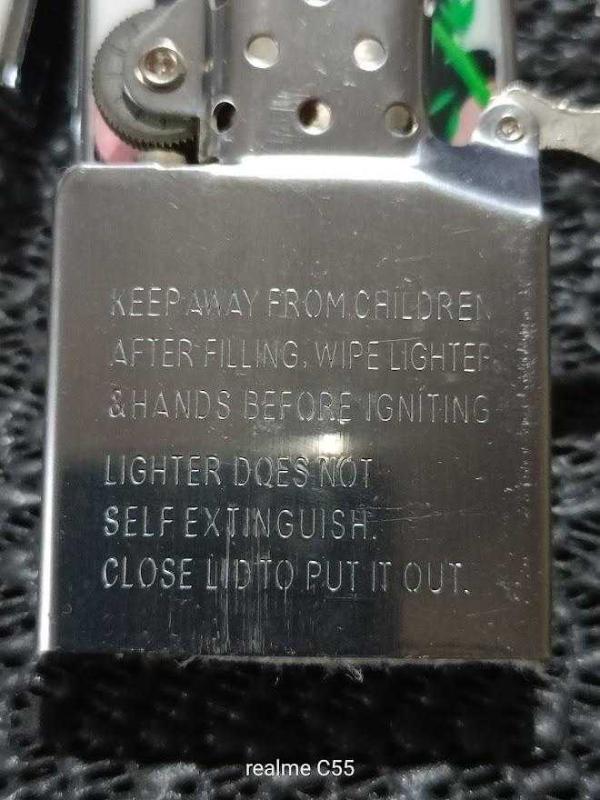 KEEP AWAY FROM CHILDREN
AFTER FILLING, WIPE LIGHTER
& HANDS BEFORE IGNITING
LIGHTER DOES NOT
SELF EXTINGUISH.
CLOSE LID TO PUT IT OUT.
realme C55